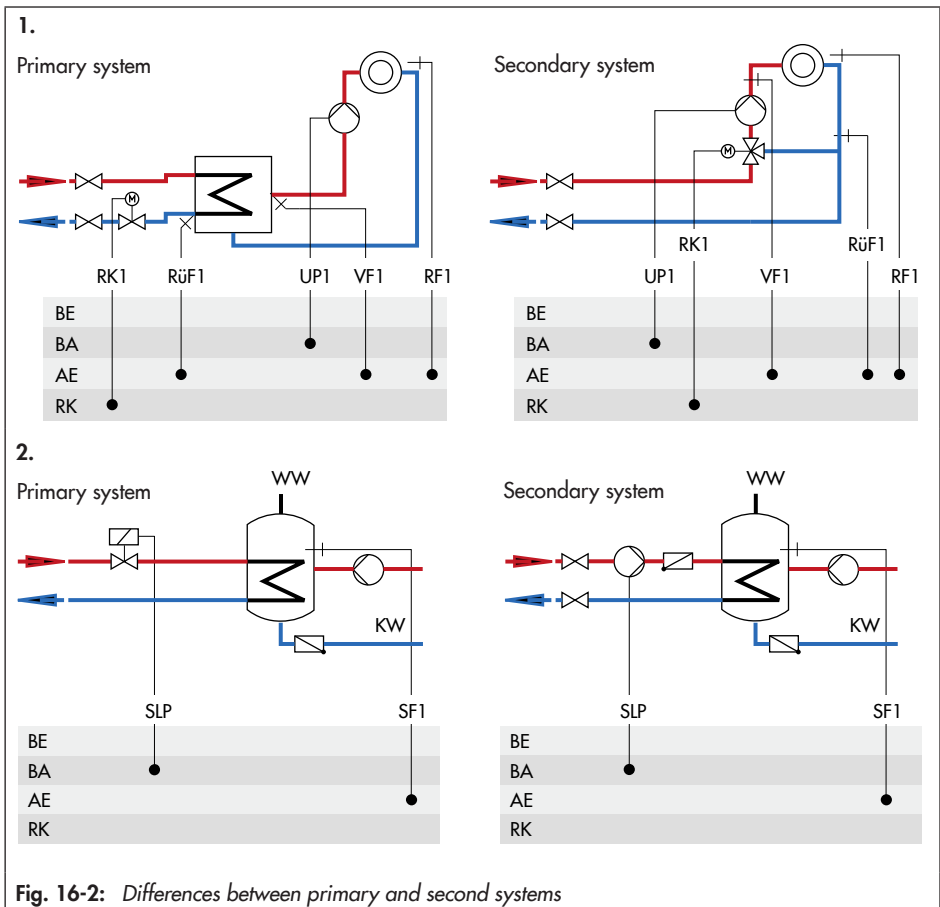 1.
Primary system
Secondary system
M
M
RK1
RüF1
UP1
VF1
RF1
UP1
RK1
VF1
RüF1
RF1
BE
BA
AE
RK
BE
BA
AE
RK
2.
Primary system
WW
Secondary system
WW
KW
KW
SLP
SF1
SLP
SF1
BE
BA
AE
RK
BE
BA
AE
RK
Fig. 16-2: Differences between primary and second systems